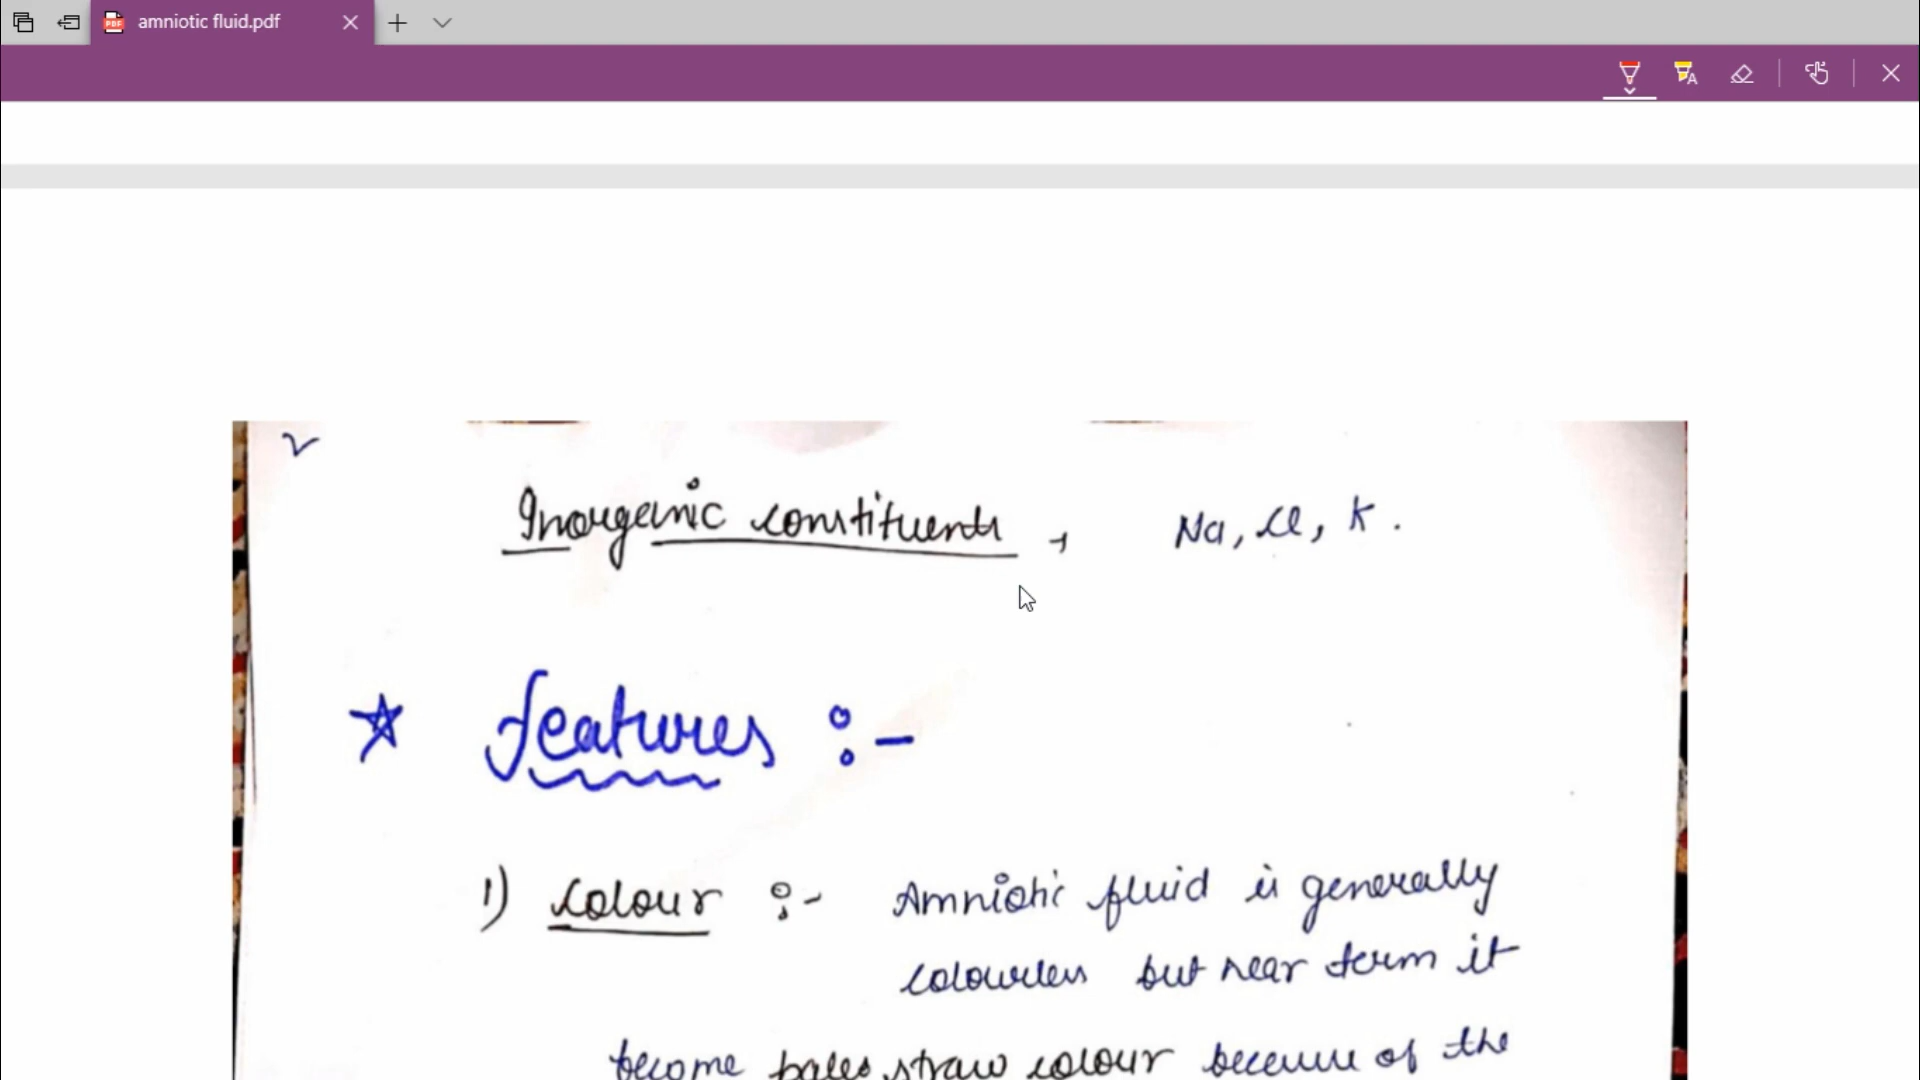 amniotic fluid.pdf
2
Inorganic constituents → Na, Cl, K.
☆ features :-
1) colour :- Amniotic fluid is generally
colourless but near term it
become pales straw colour because of the